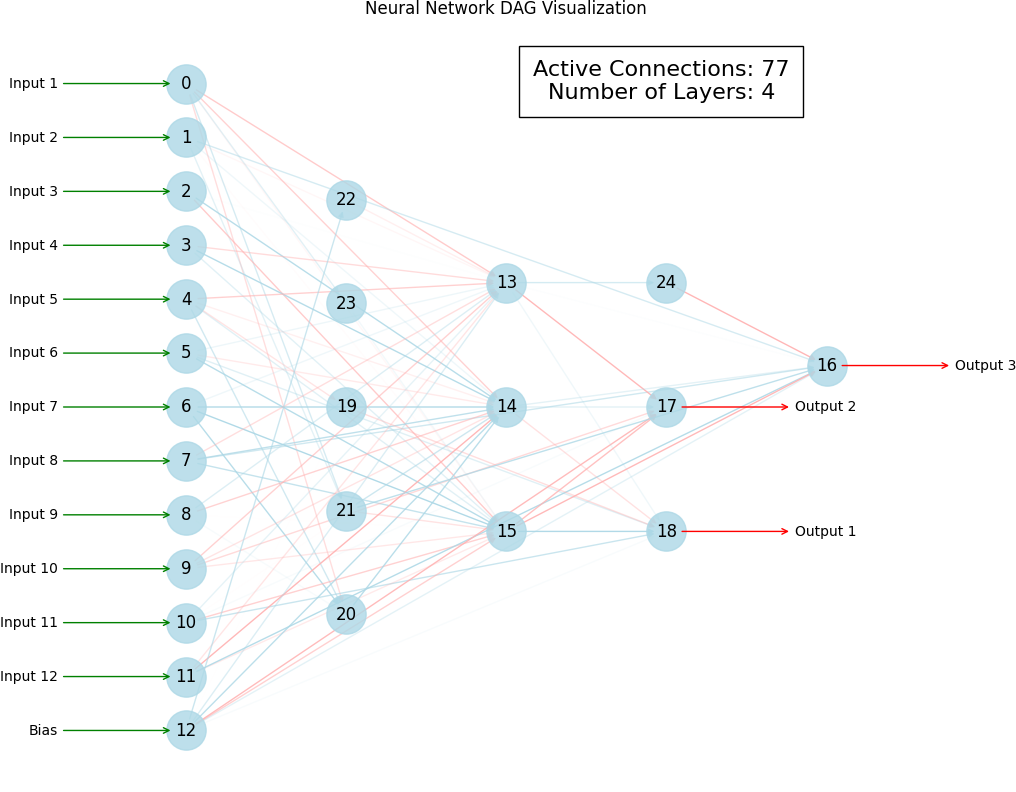 Neural Network DAG Visualization
Active Connections: 77
Number of Layers: 4
Input 1
0
Input 2
1
Input 3
2
22
Input 4
3
Input 5
4
23
13
24
Input 6
5
16
Output 3
Input 7
6
19
14
17
Output 2
Input 8
7
Input 9
8
21
15
18
Output 1
Input 10
9
Input 11
10
20
Input 12
11
Bias
12